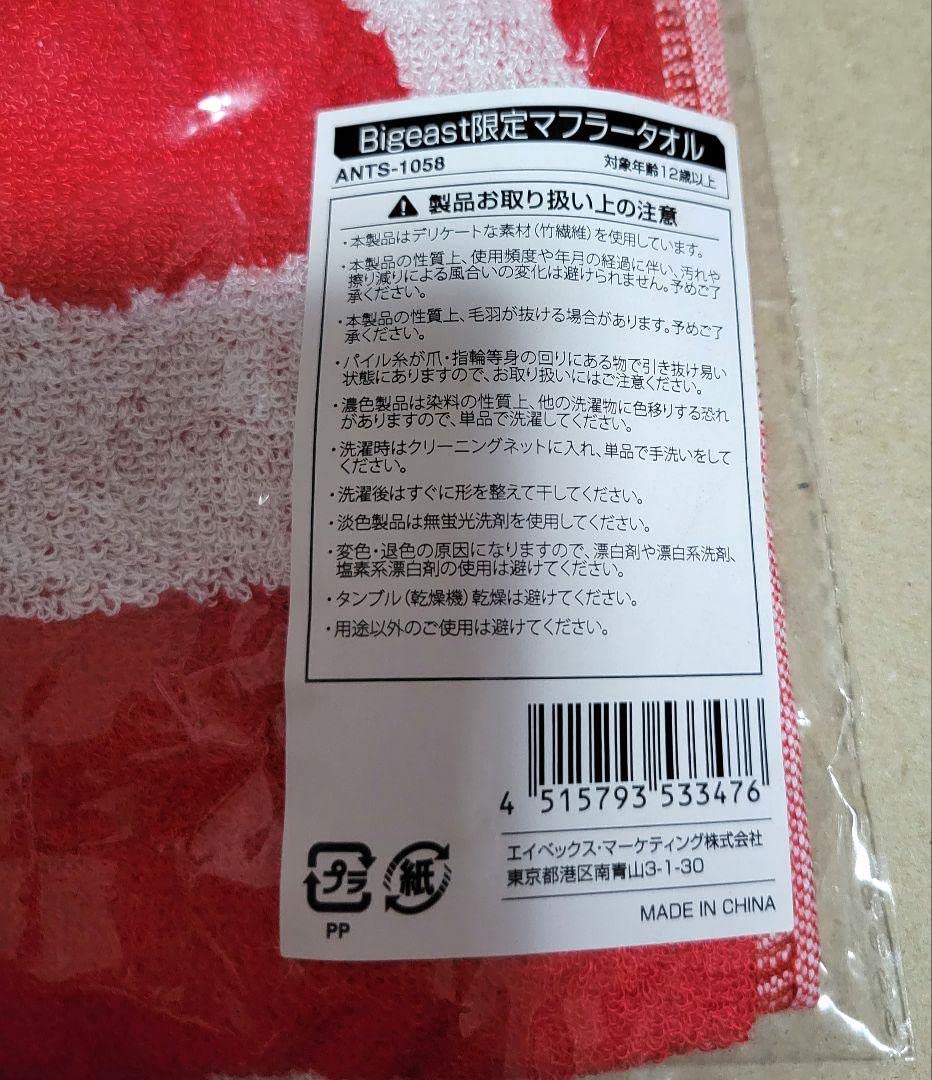 Bigeast限定マフラータオル
ANTS-1058
対象年齢12歳以上
製品お取り扱い上の注意
・本製品はデリケートな素材(竹繊維)を使用しています。
・本製品の性質上、使用頻度や年月の経過に伴い、汚れや
擦り減りによる風合いの変化は避けられません。予めご了
承ください。
・本製品の性質上、毛羽が抜ける場合があります。予めご了
承ください。
・パイル糸が爪・指輪等身の回りにある物で引き抜け易い
状態にありますので、お取り扱いにはご注意ください。
・濃色製品は染料の性質上、他の洗濯物に色移りする恐れ
がありますので、単品で洗濯してください。
・洗濯時はクリーニングネットに入れ、単品で手洗いをして
ください。
・洗濯後はすぐに形を整えて干してください。
・淡色製品は無蛍光洗剤を使用してください。
・変色・退色の原因になりますので、漂白剤や漂白系洗剤、
塩素系漂白剤の使用は避けてください。
・タンブル(乾燥機)乾燥は避けてください。
・用途以外のご使用は避けてください。
4 515793 533476
エイベックス・マーケティング株式会社
東京都港区南青山3-1-30
プラ
紙
PP
MADE IN CHINA